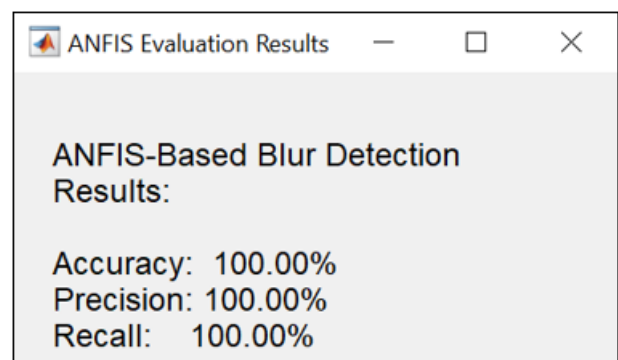 ANFIS Evaluation Results
ANFIS-Based Blur Detection
Results:
Accuracy: 100.00%
Precision: 100.00%
Recall: 100.00%